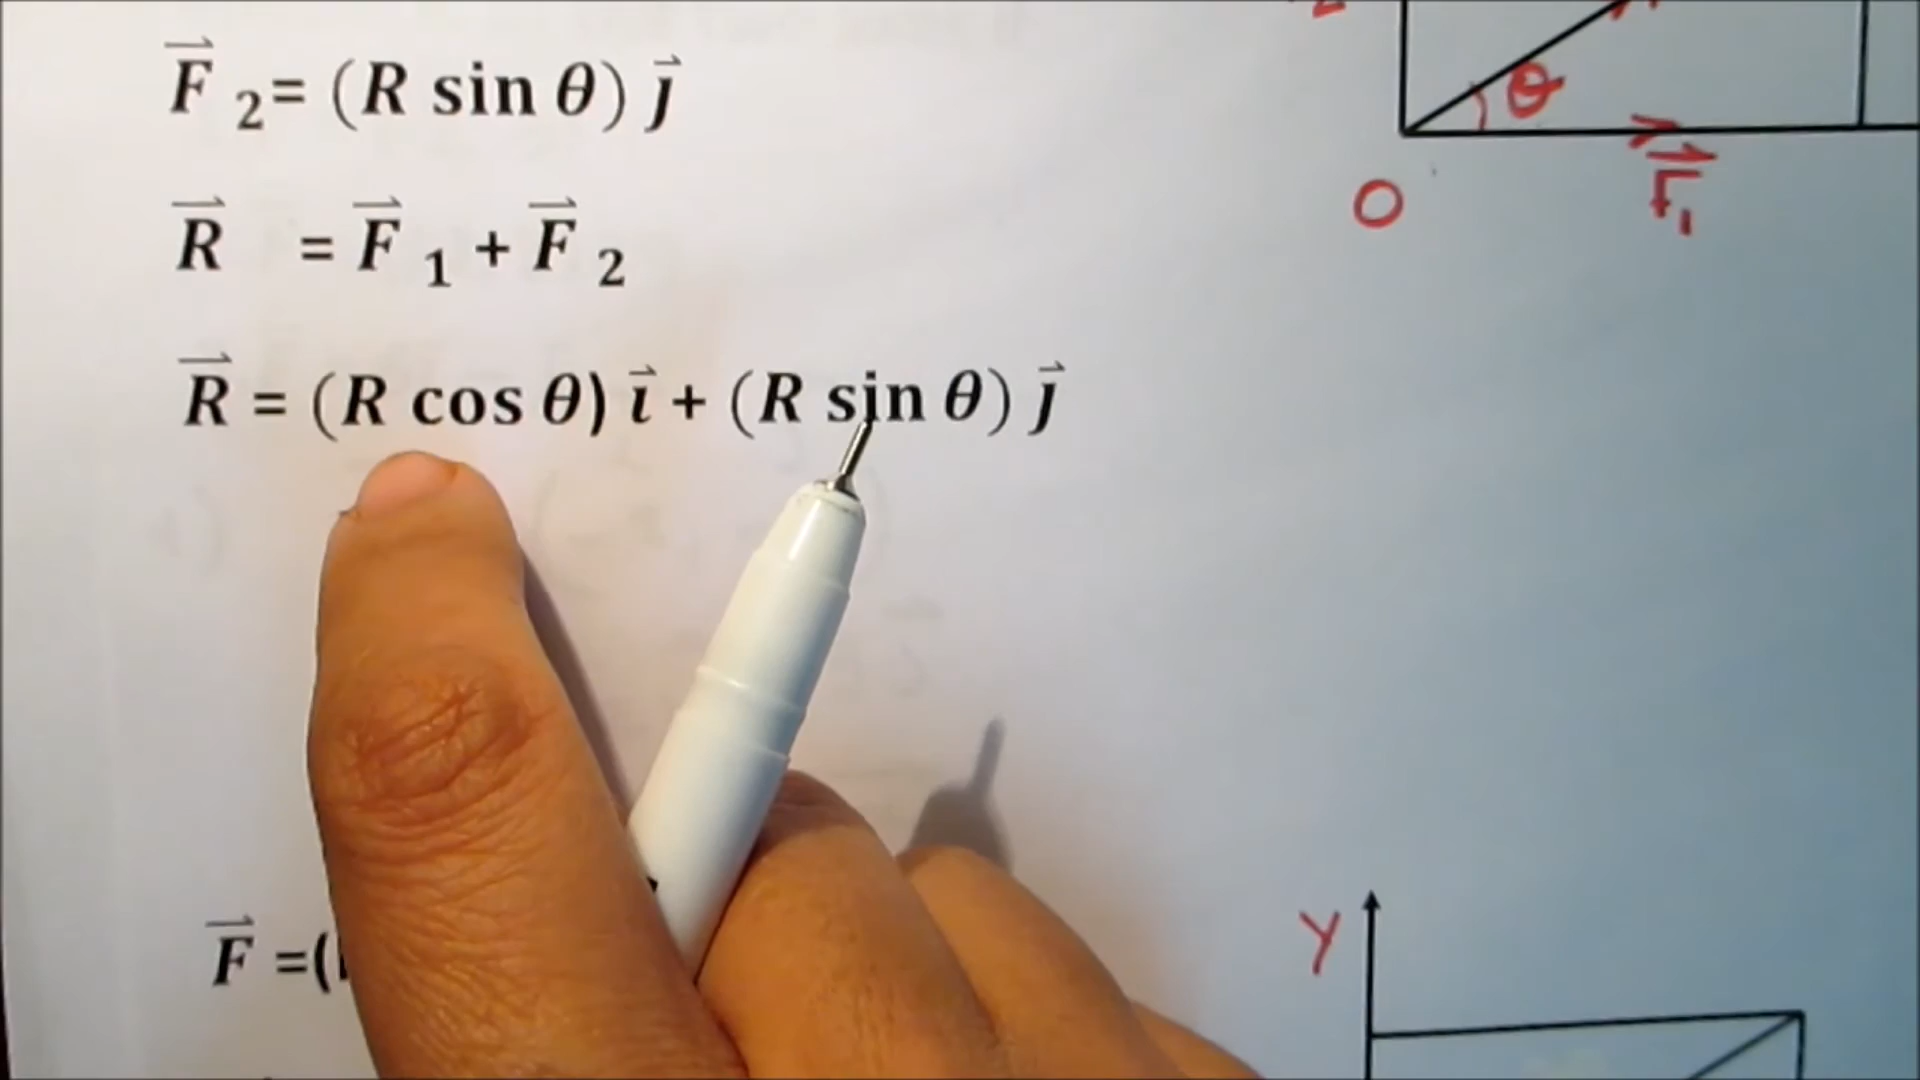 F⃗ ₂= (R sin θ) ȷ⃗
R⃗ = F⃗ ₁ + F⃗ ₂
R⃗ = (R cos θ) ı⃗ + (R sin θ) ȷ⃗
F⃗ =(
θ
O
F⃗₁
Y